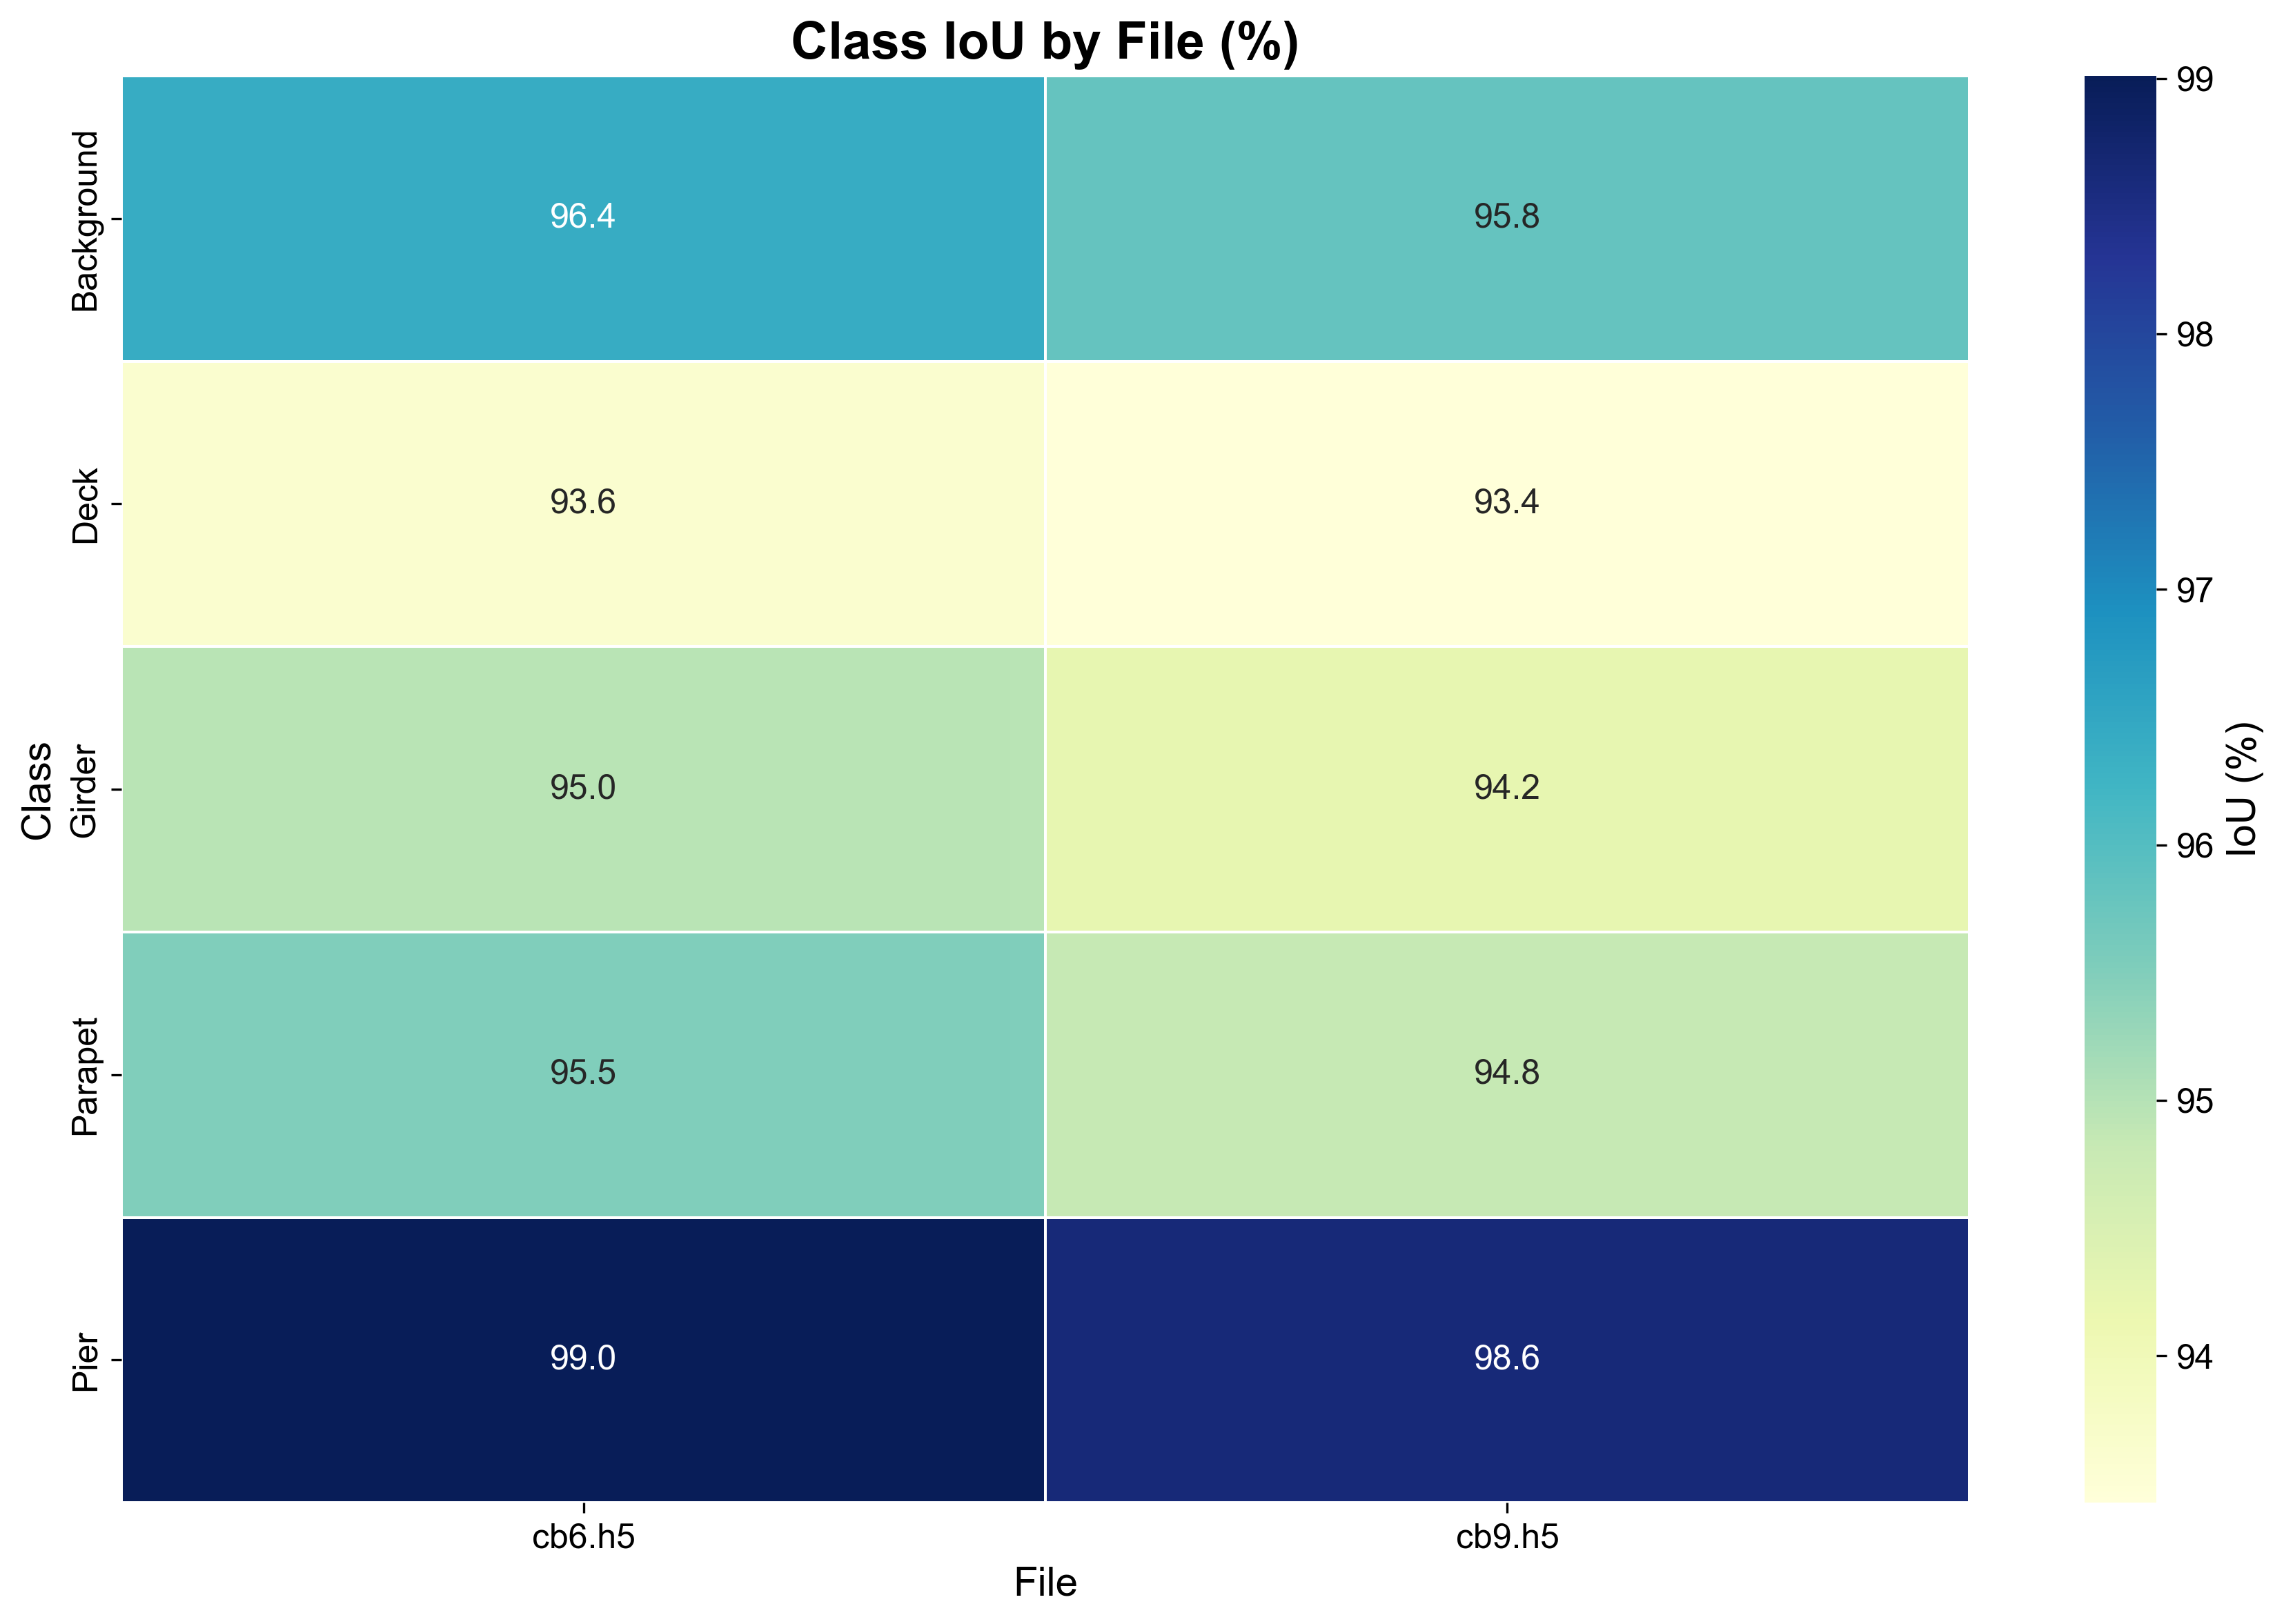 Class IoU by File (%)
Class
Background
96.4
95.8
Deck
93.6
93.4
Girder
95.0
94.2
Parapet
95.5
94.8
Pier
99.0
98.6
cb6.h5
cb9.h5
File
99
98
97
96
95
94
IoU (%)